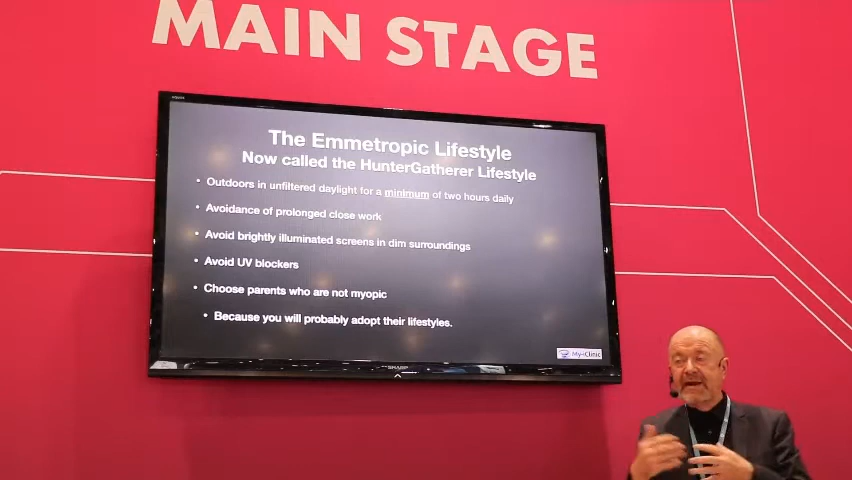 MAIN STAGE
The Emmetropic Lifestyle
Now called the HunterGatherer Lifestyle
• Outdoors in unfiltered daylight for a minimum of two hours daily
• Avoidance of prolonged close work
• Avoid brightly illuminated screens in dim surroundings
• Avoid UV blockers
• Choose parents who are not myopic
• Because you will probably adopt their lifestyles.
My-iClinic
SHARP